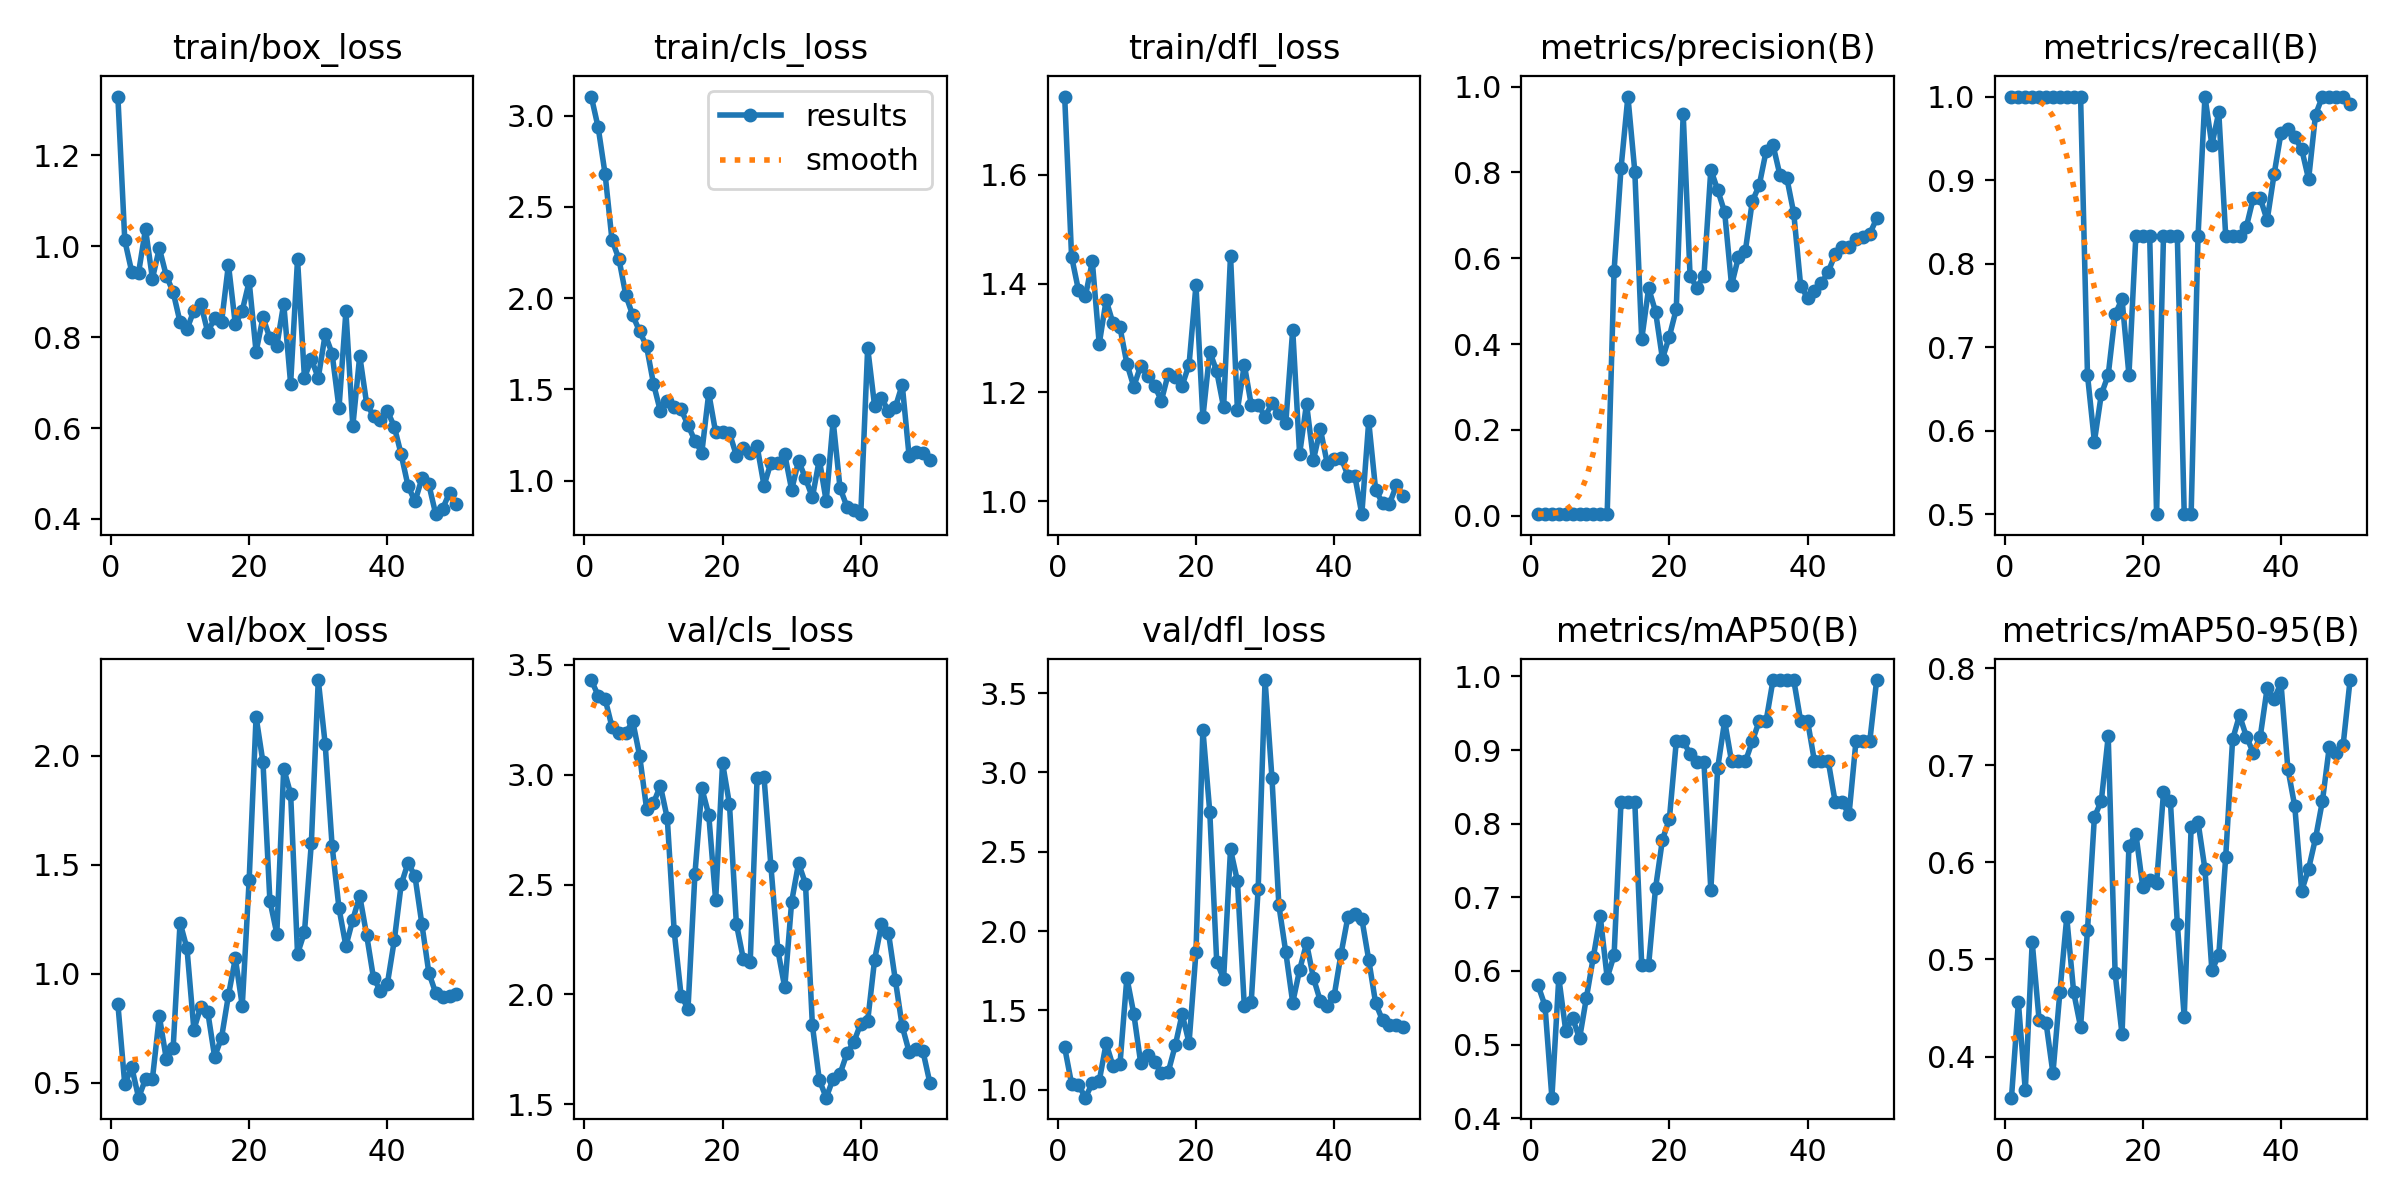 train/box_loss
1.2
1.0
0.8
0.6
0.4
0 20 40
train/cls_loss
results
smooth
3.0
2.5
2.0
1.5
1.0
0 20 40
train/dfl_loss
1.6
1.4
1.2
1.0
0 20 40
metrics/precision(B)
1.0
0.8
0.6
0.4
0.2
0.0
0 20 40
metrics/recall(B)
1.0
0.9
0.8
0.7
0.6
0.5
0 20 40
val/box_loss
2.0
1.5
1.0
0.5
0 20 40
val/cls_loss
3.5
3.0
2.5
2.0
1.5
0 20 40
val/dfl_loss
3.5
3.0
2.5
2.0
1.5
1.0
0 20 40
metrics/mAP50(B)
1.0
0.9
0.8
0.7
0.6
0.5
0.4
0 20 40
metrics/mAP50-95(B)
0.8
0.7
0.6
0.5
0.4
0 20 40